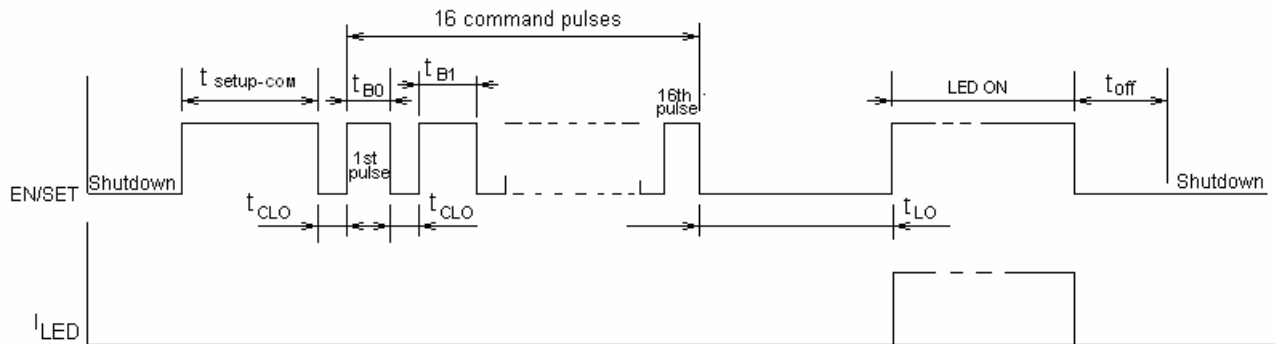 16 command pulses
t setup-com
tB0
tB1
LED ON
toff
16th
pulse
1st
pulse
Shutdown
Shutdown
EN/SET
tCLO
tCLO
tLO
ILED